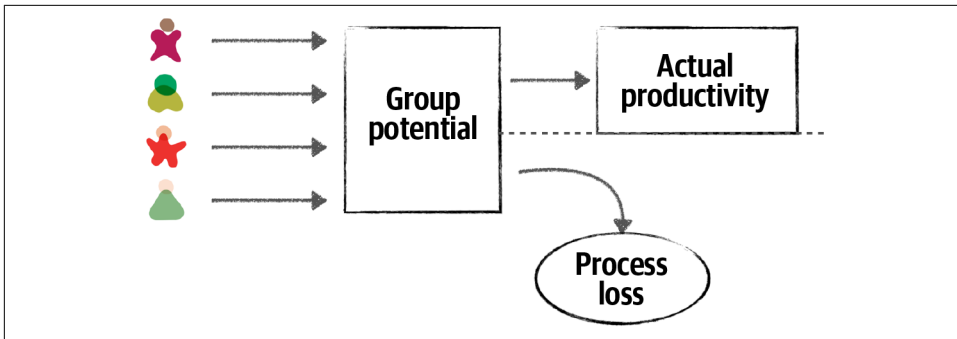 Group
potential
Actual
productivity
Process
loss